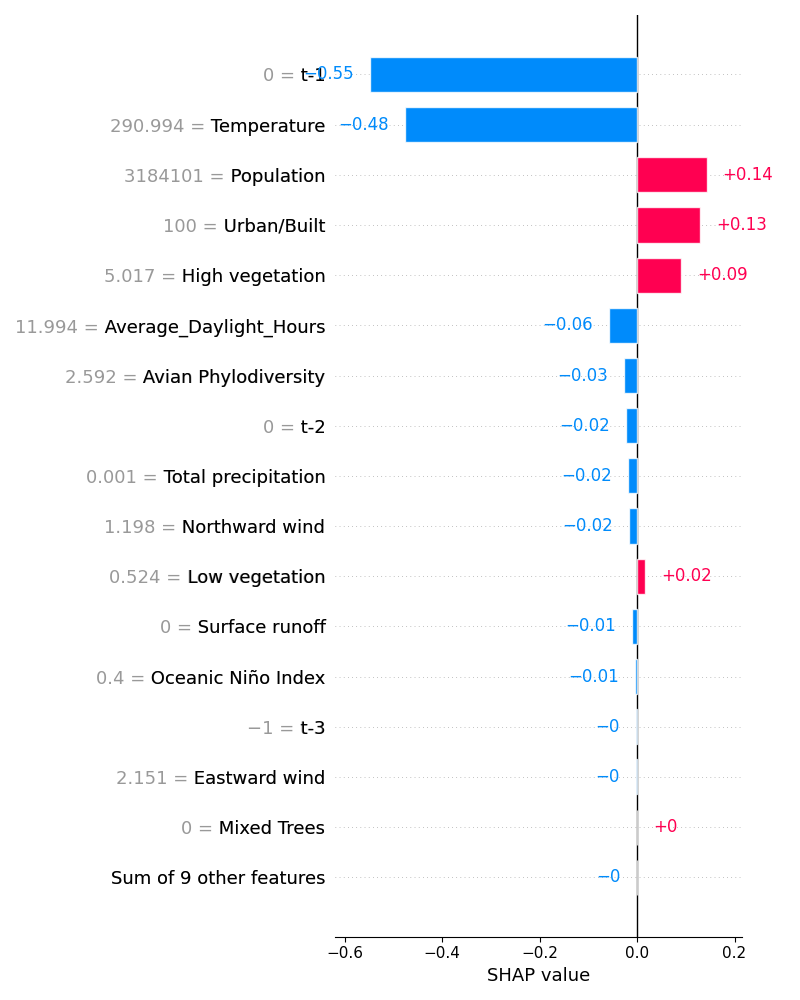 0 = t-1 −0.55
290.994 = Temperature −0.48
3184101 = Population +0.14
100 = Urban/Built +0.13
5.017 = High vegetation +0.09
11.994 = Average_Daylight_Hours −0.06
2.592 = Avian Phylodiversity −0.03
0 = t-2 −0.02
0.001 = Total precipitation −0.02
1.198 = Northward wind −0.02
0.524 = Low vegetation +0.02
0 = Surface runoff −0.01
0.4 = Oceanic Niño Index −0.01
−1 = t-3 −0
2.151 = Eastward wind −0
0 = Mixed Trees +0
Sum of 9 other features −0
−0.6 −0.4 −0.2 0.0 0.2
SHAP value